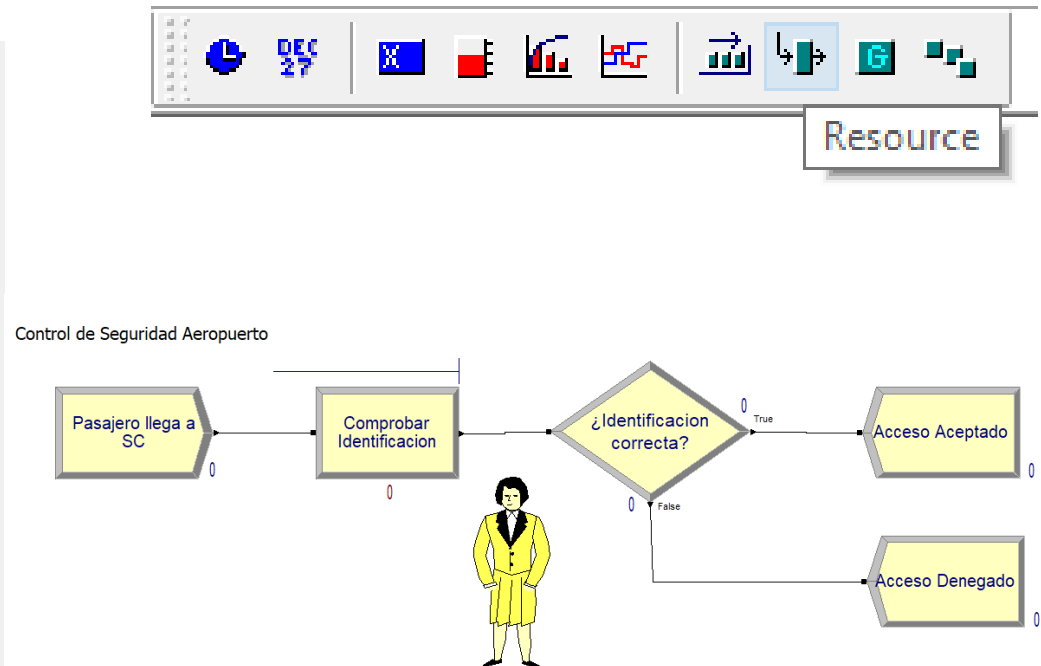 DEC
27
X
G
Resource
Control de Seguridad Aeropuerto
Pasajero llega a
SC
0
Comprobar
Identificacion
0
¿Identificacion
correcta?
0
True
0
False
Acceso Aceptado
0
Acceso Denegado
0